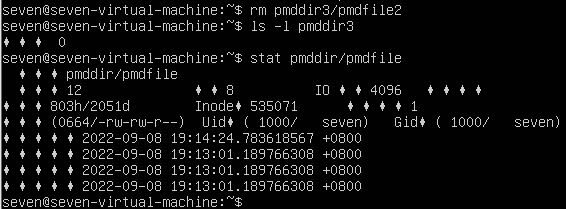 seven@seven-virtual-machine:~$ rm pmddir3/pmdfile2
seven@seven-virtual-machine:~$ ls -l pmddir3
♦ ♦ ♦ 0
seven@seven-virtual-machine:~$ stat pmddir/pmdfile
♦ ♦ ♦ pmddir/pmdfile
♦ ♦ ♦ 12 ♦ ♦ 8 IO ♦ ♦ 4096 ♦ ♦ ♦ ♦
♦ ♦ ♦ 803h/2051d Inode♦ 535071 ♦ ♦ ♦ ♦ 1
♦ ♦ ♦ (0664/-rw-rw-r--) Uid♦ ( 1000/ seven) Gid♦ ( 1000/ seven)
♦ ♦ ♦ ♦ ♦ 2022-09-08 19:14:24.783618567 +0800
♦ ♦ ♦ ♦ ♦ 2022-09-08 19:13:01.189766308 +0800
♦ ♦ ♦ ♦ ♦ 2022-09-08 19:13:01.189766308 +0800
♦ ♦ ♦ ♦ ♦ 2022-09-08 19:13:01.189766308 +0800
seven@seven-virtual-machine:~$